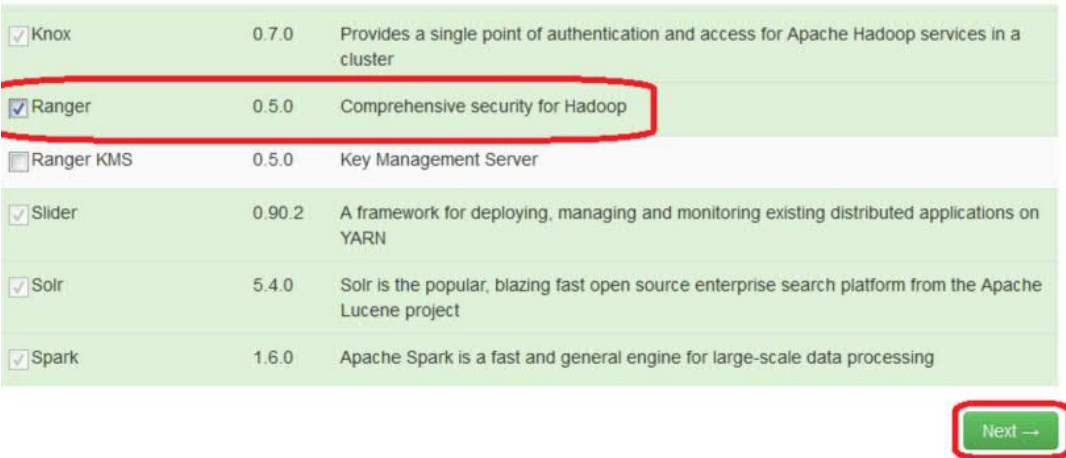 Knox 0.7.0 Provides a single point of authentication and access for Apache Hadoop services in a
cluster
Ranger 0.5.0 Comprehensive security for Hadoop
Ranger KMS 0.5.0 Key Management Server
Slider 0.90.2 A framework for deploying, managing and monitoring existing distributed applications on
YARN
Solr 5.4.0 Solr is the popular, blazing fast open source enterprise search platform from the Apache
Lucene project
Spark 1.6.0 Apache Spark is a fast and general engine for large-scale data processing
Next →